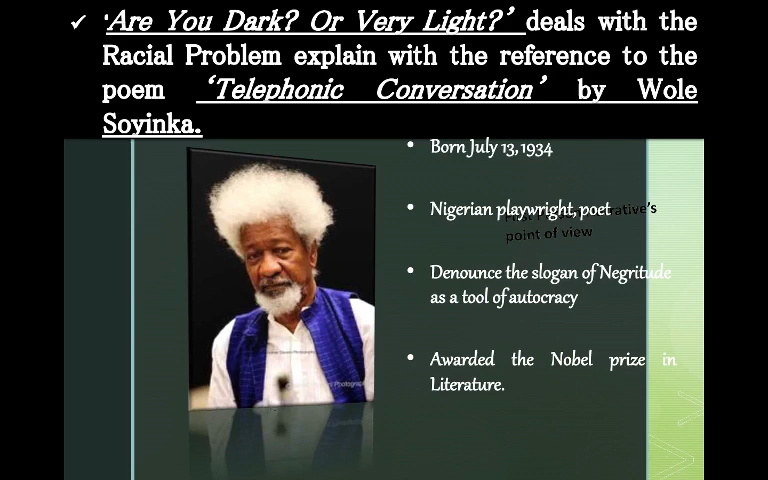 ✓ ‘Are You Dark? Or Very Light?’ deals with the
Racial Problem explain with the reference to the
poem ‘Telephonic Conversation’ by Wole
Soyinka.
• Born July 13, 1934
• Nigerian playwright, poet
point of view
• Denounce the slogan of Negritude
as a tool of autocracy
• Awarded the Nobel prize in
Literature.